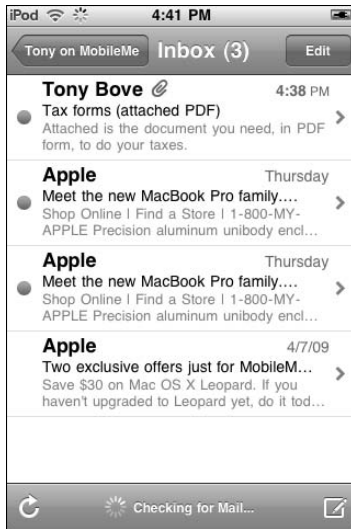 iPod 4:41 PM
Tony on MobileMe Inbox (3) Edit
Tony Bove 4:38 PM
Tax forms (attached PDF)
Attached is the document you need, in PDF
form, to do your taxes.
Apple Thursday
Meet the new MacBook Pro family....
Shop Online | Find a Store | 1-800-MY-
APPLE Precision aluminum unibody encl...
Apple Thursday
Meet the new MacBook Pro family....
Shop Online | Find a Store | 1-800-MY-
APPLE Precision aluminum unibody encl...
Apple 4/7/09
Two exclusive offers just for MobileM...
Save $30 on Mac OS X Leopard. If you
haven't upgraded to Leopard yet, do it tod...
Checking for Mail...